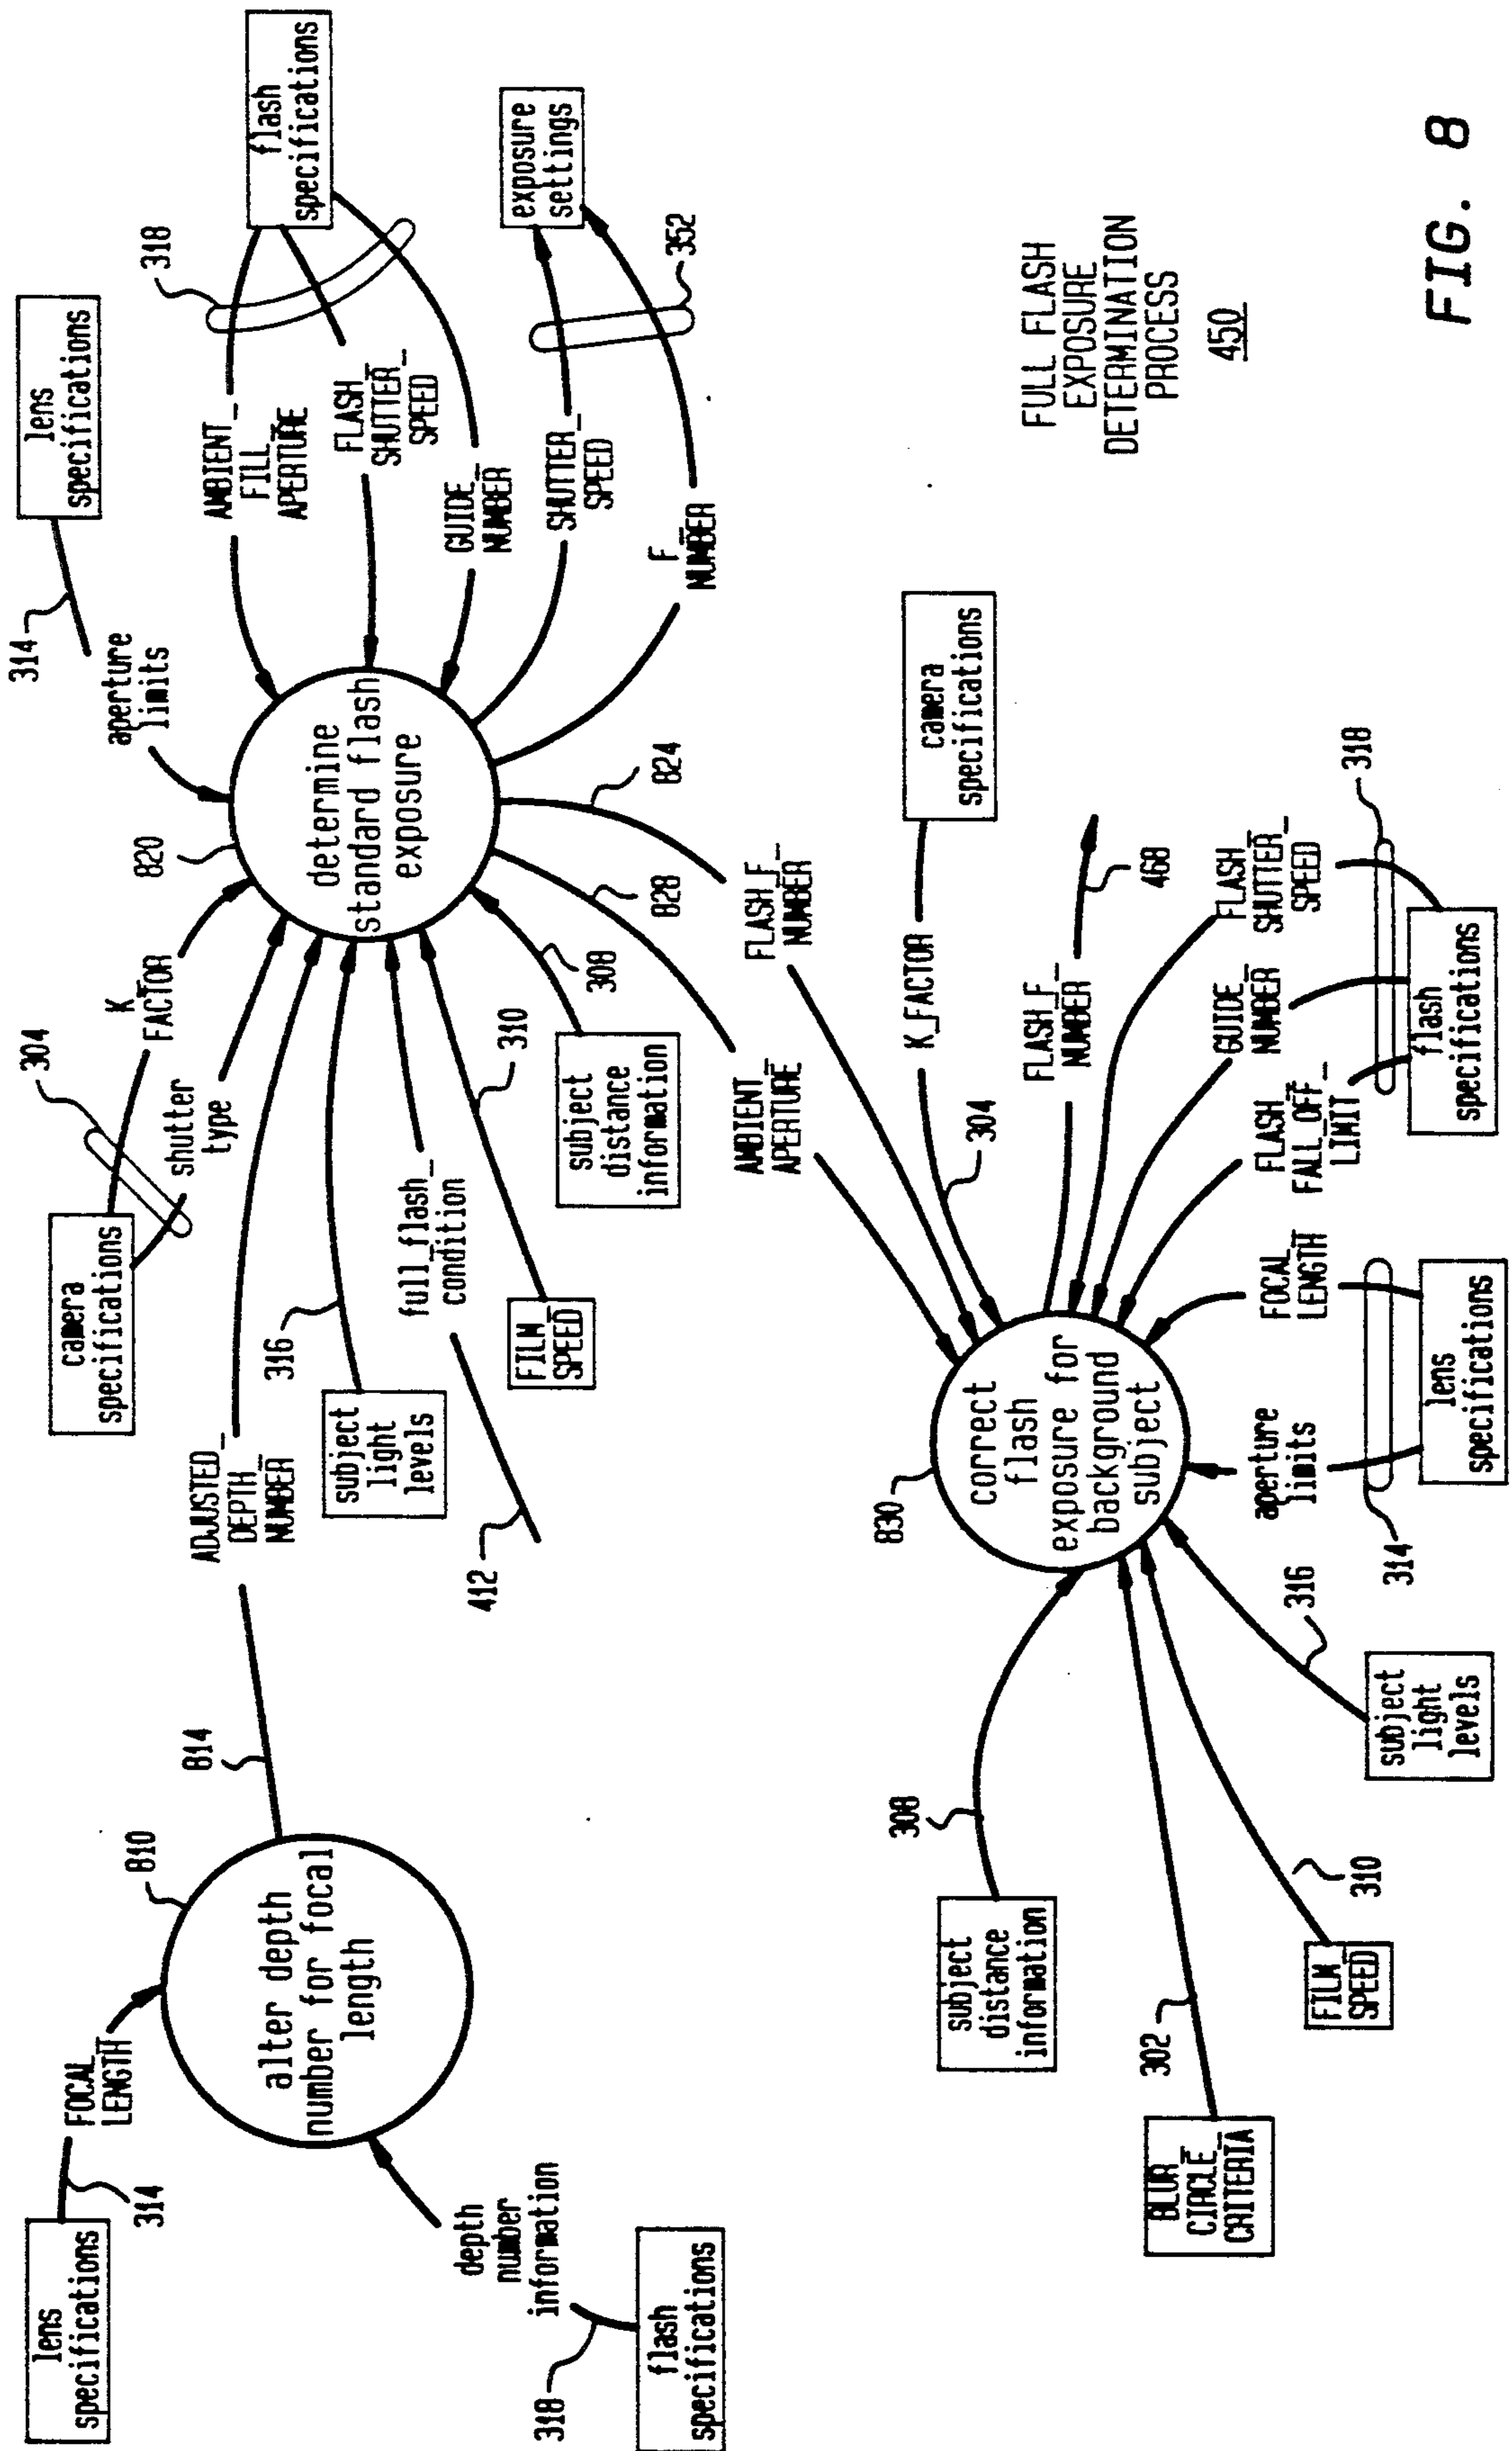 lens
specifications
314
FOCAL_
LENGTH
810
alter depth
number for focal
length
depth
number
information
318
flash
specifications
814
ADJUSTED_
DEPTH_
NUMBER
camera
specifications
304
K_
FACTOR
shutter
type
820
determine
standard flash
exposure
aperture
limits
314
lens
specifications
AMBIENT_
FILL_
APERTURE
318
flash
specifications
FLASH_
SHUTTER_
SPEED
GUIDE_
NUMBER
SHUTTER_
SPEED
F_
NUMBER
352
exposure
settings
316
subject
light
levels
full_flash_
condition
412
310
FILM_
SPEED
308
subject
distance
information
828
824
AMBIENT_
APERTURE
FLASH_F_
NUMBER
830
correct
flash
exposure for
background
subject
K_FACTOR
304
camera
specifications
FLASH_F_
NUMBER
468
FLASH_
SHUTTER_
SPEED
GUIDE_
NUMBER
FLASH_
FALL_OFF_
LIMIT
318
flash
specifications
FOCAL_
LENGTH
aperture
limits
314
lens
specifications
308
subject
distance
information
302
BLUR_
CIRCLE_
CRITERIA
310
FILM_
SPEED
316
subject
light
levels
FULL FLASH
EXPOSURE
DETERMINATION
PROCESS
450
FIG. 8